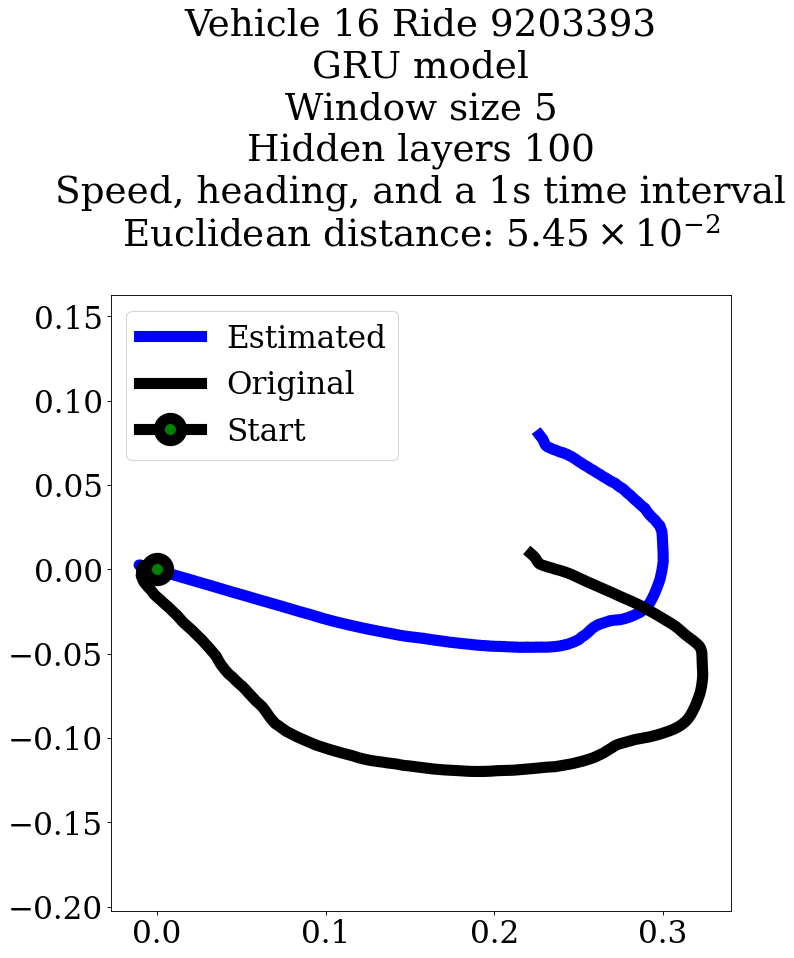 Vehicle 16 Ride 9203393
GRU model
Window size 5
Hidden layers 100
Speed, heading, and a 1s time interval
Euclidean distance: 5.45 × 10⁻²
Estimated
Original
Start
0.15
0.10
0.05
0.00
−0.05
−0.10
−0.15
−0.20
0.0 0.1 0.2 0.3